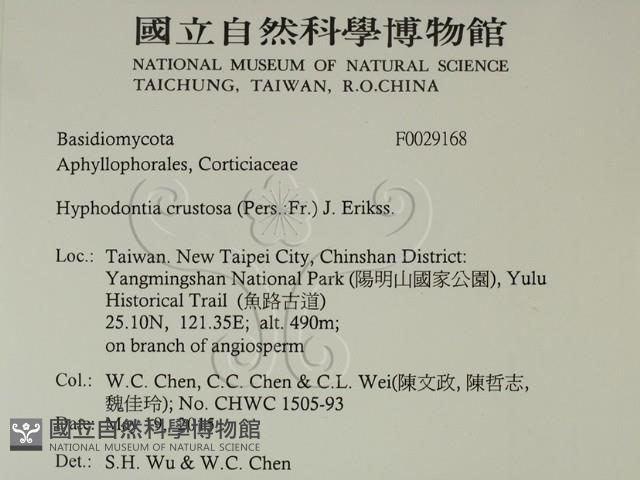 國立自然科學博物館
NATIONAL MUSEUM OF NATURAL SCIENCE
TAICHUNG, TAIWAN, R.O.CHINA
Basidiomycota F0029168
Aphyllophorales, Corticiaceae
Hyphodontia crustosa (Pers.:Fr.) J. Erikss.
Loc.: Taiwan. New Taipei City, Chinshan District:
Yangmingshan National Park (陽明山國家公園), Yulu
Historical Trail (魚路古道)
25.10N, 121.35E; alt. 490m;
on branch of angiosperm
Col.: W.C. Chen, C.C. Chen & C.L. Wei(陳文政, 陳哲志,
魏佳玲); No. CHWC 1505-93
Date: May 19, 2015
國立自然科學博物館
NATIONAL MUSEUM OF NATURAL SCIENCE
Det.: S.H. Wu & W.C. Chen